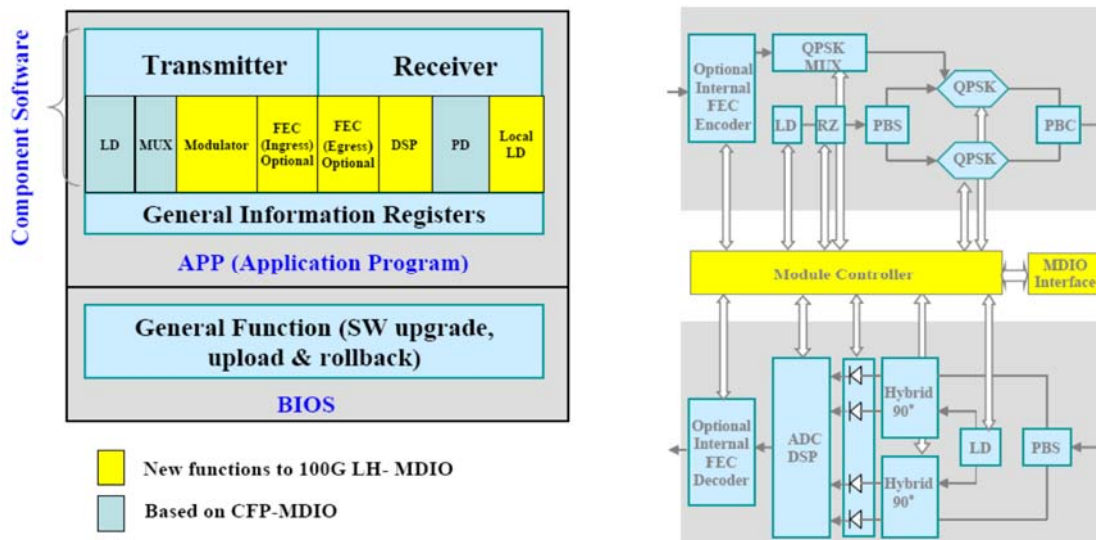 Component Software
Transmitter
Receiver
LD
MUX
Modulator
FEC
(Ingress)
Optional
FEC
(Egress)
Optional
DSP
PD
Local
LD
General Information Registers
APP (Application Program)
General Function (SW upgrade,
upload & rollback)
BIOS
New functions to 100G LH- MDIO
Based on CFP-MDIO
Optional
Internal
FEC
Encoder
QPSK
MUX
LD
RZ
PBS
QPSK
QPSK
PBC
Module Controller
MDIO
Interface
Optional
Internal
FEC
Decoder
ADC
DSP
Hybrid
90°
Hybrid
90°
LD
PBS